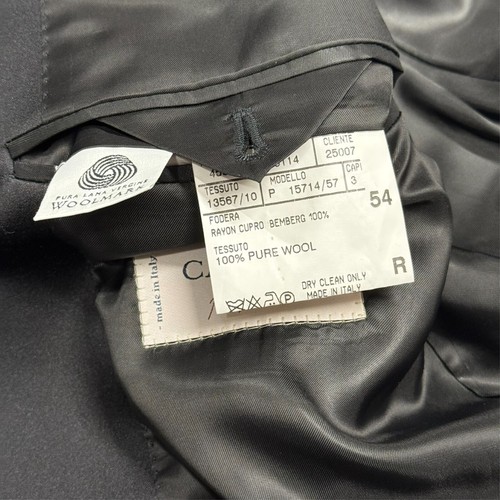 PURA LANA VERGINE
WOOLMARK
CLIENTE
25007
TESSUTO
13567/10
MODELLO
P 15714/57
CAPI
3
FODERA
RAYON CUPRO BEMBERG 100%
54
TESSUTO
100% PURE WOOL
R
DRY CLEAN ONLY
MADE IN ITALY
- made in Italy